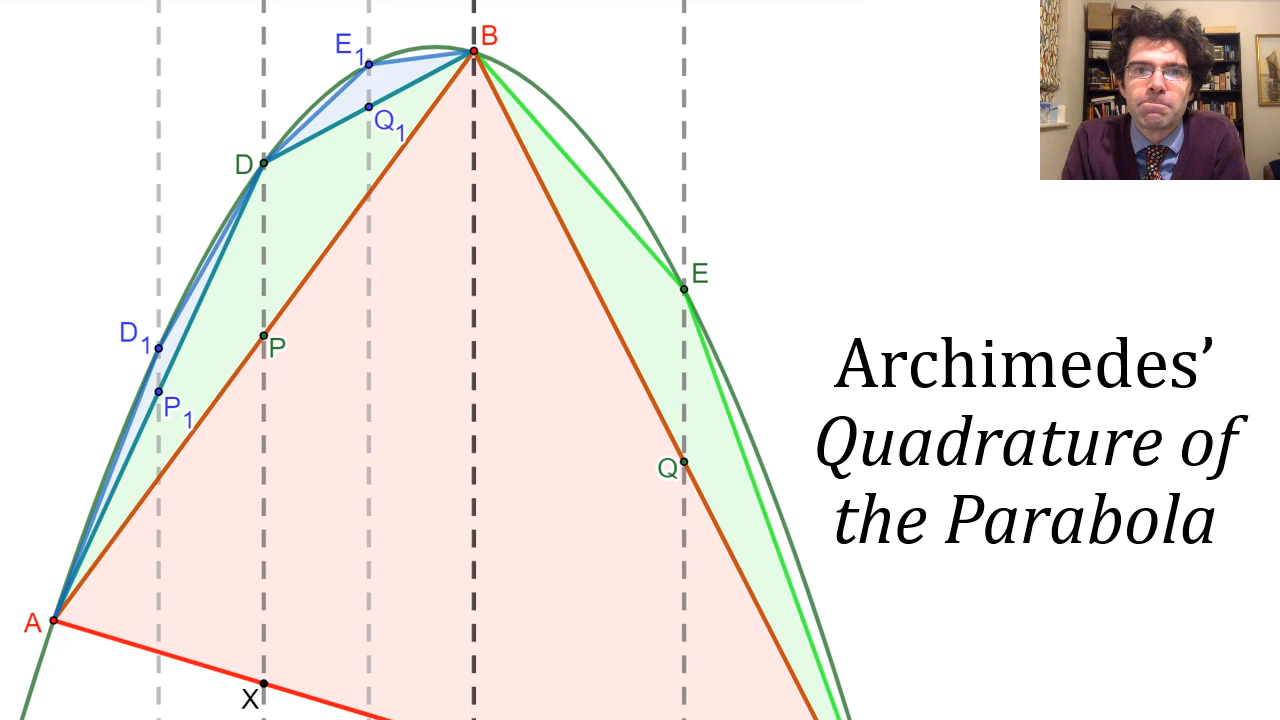 E₁
B
Q₁
D
E
D₁
P
P₁
Q
A
X
Archimedes’
Quadrature of
the Parabola